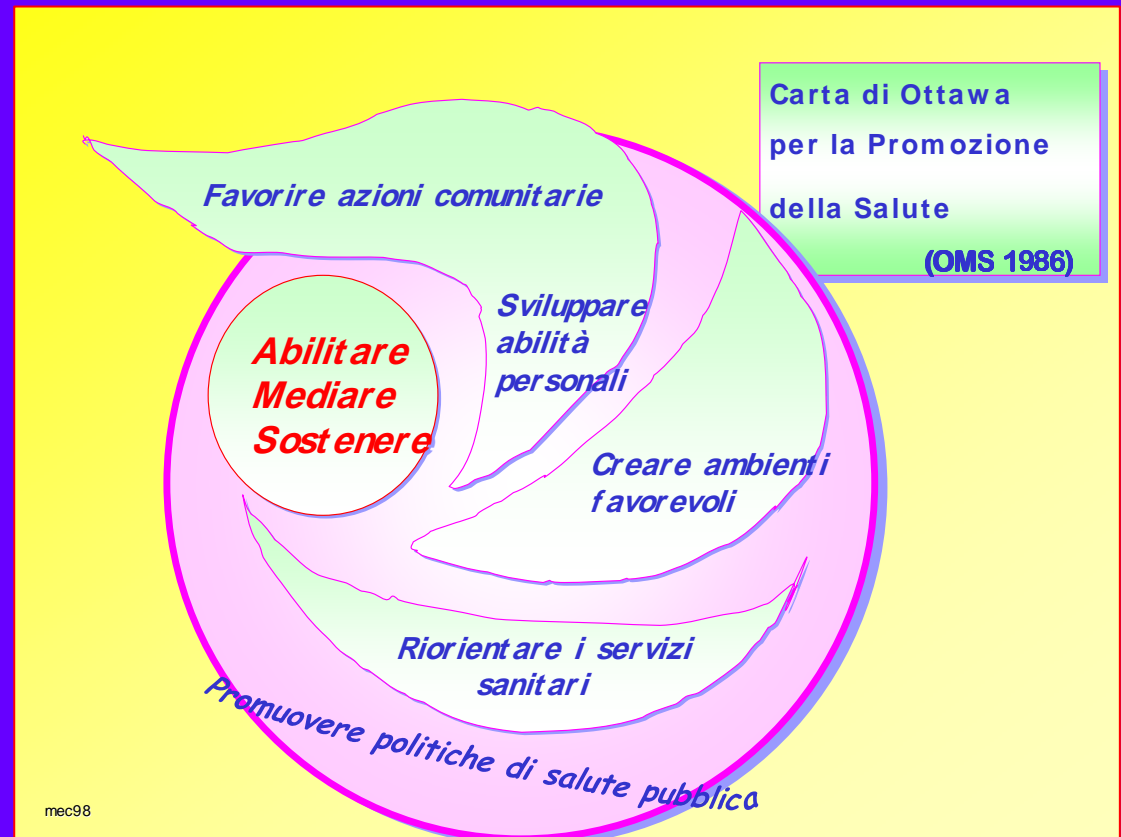 Carta di Ottawa
per la Promozione
della Salute
(OMS 1986)
Favorire azioni comunitarie
Sviluppare
abilità
personali
Abilitare
Mediare
Sostenere
Creare ambienti
favorevoli
Riorientare i servizi
sanitari
Promuovere politiche di salute pubblica
mec98